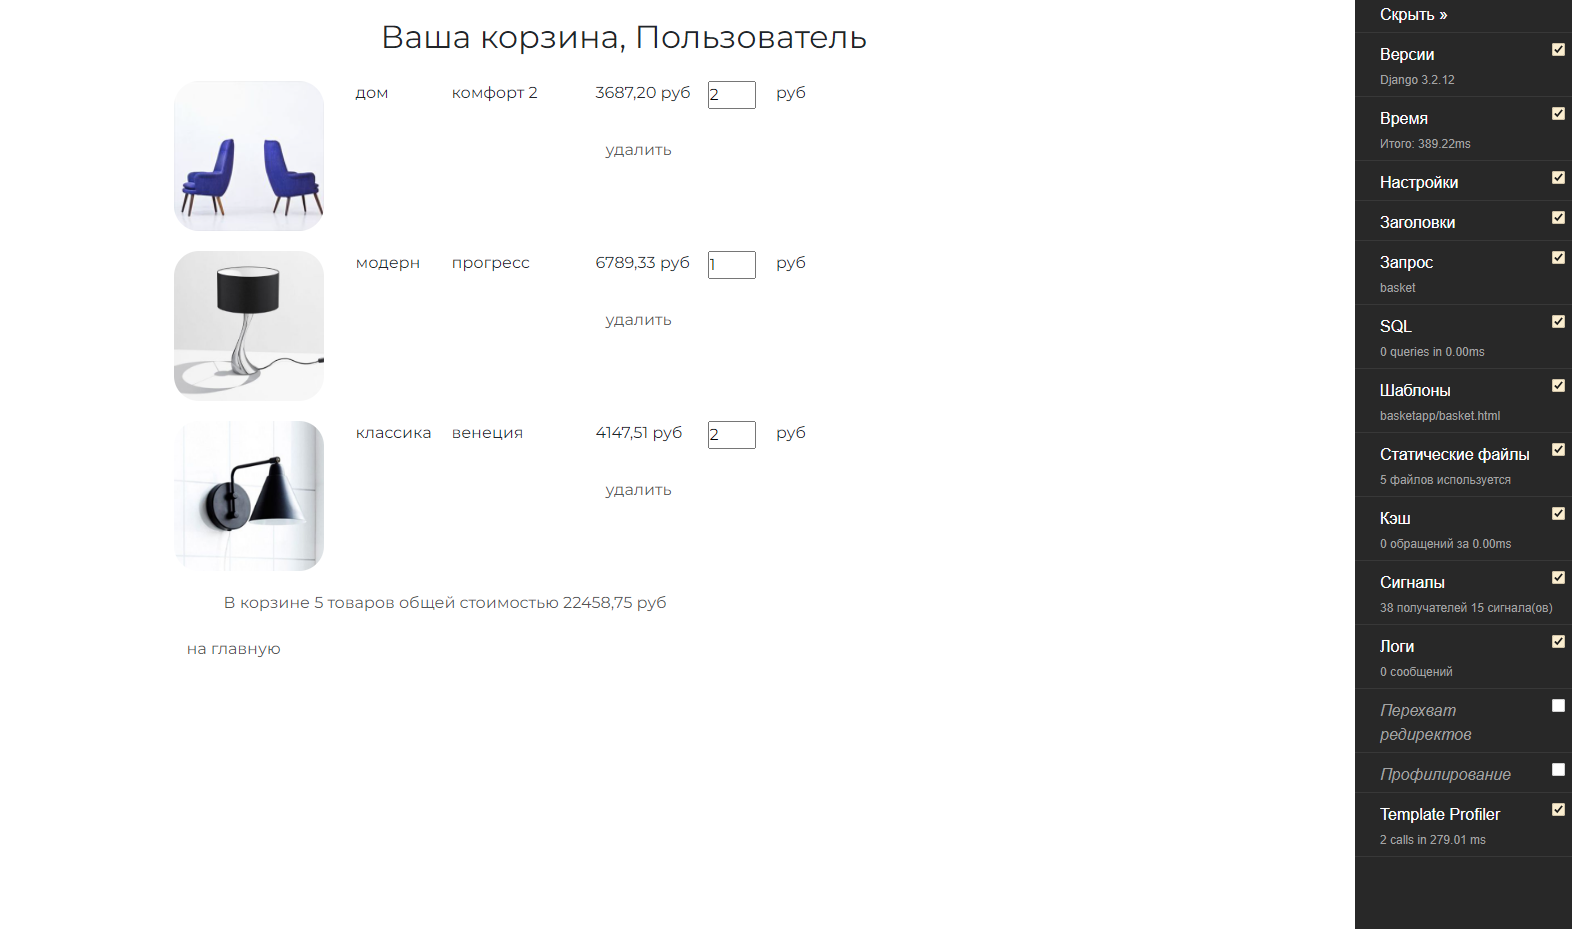 Ваша корзина, Пользователь
дом комфорт 2 3687,20 руб 2 руб
удалить
модерн прогресс 6789,33 руб 1 руб
удалить
классика венеция 4147,51 руб 2 руб
удалить
В корзине 5 товаров общей стоимостью 22458,75 руб
на главную
Скрыть »
Версии
Django 3.2.12
Время
Итого: 389.22ms
Настройки
Заголовки
Запрос
basket
SQL
0 queries in 0.00ms
Шаблоны
basketapp/basket.html
Статические файлы
5 файлов используется
Кэш
0 обращений за 0.00ms
Сигналы
38 получателей 15 сигнала(ов)
Логи
0 сообщений
Перехват
редиректов
Профилирование
Template Profiler
2 calls in 279.01 ms